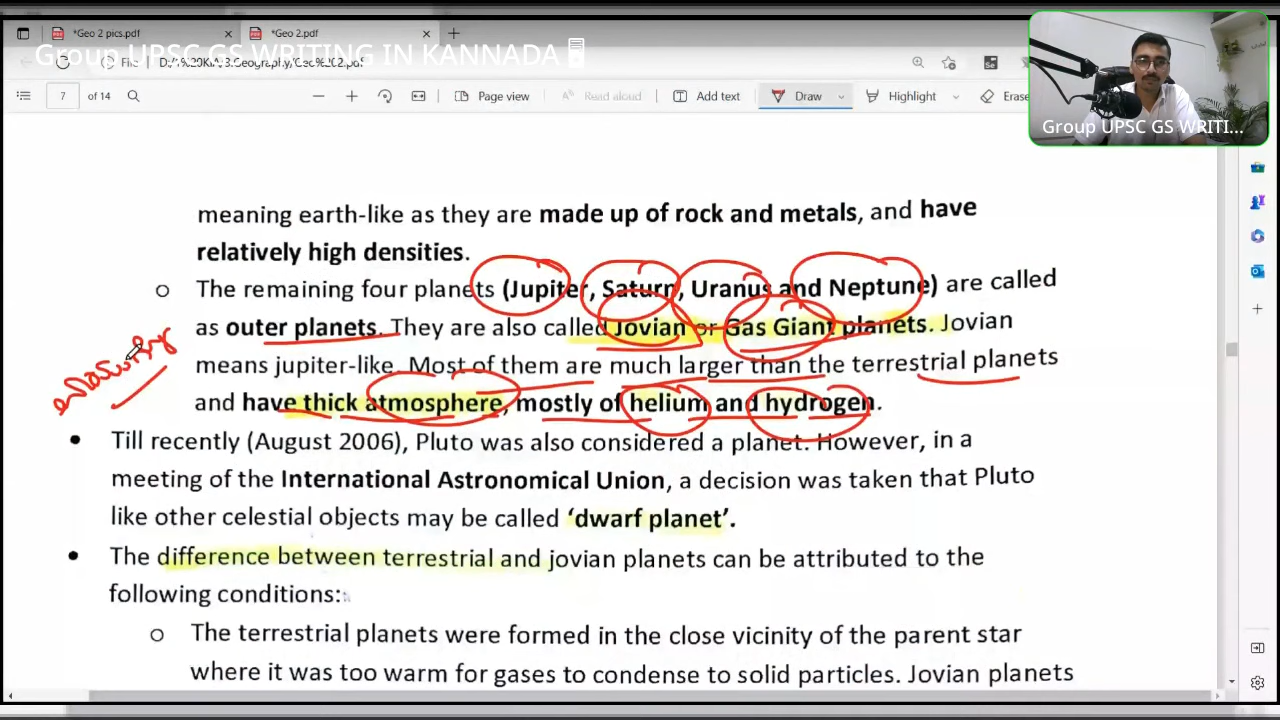 *Geo 2 pics.pdf
*Geo 2.pdf
Group UPSC GS WRITING IN KANNADA
File
7 of 14
Page view
Read aloud
Add text
Draw
Highlight
Erase
Group UPSC GS WRITI...
meaning earth-like as they are made up of rock and metals, and have
relatively high densities.
o The remaining four planets (Jupiter, Saturn, Uranus and Neptune) are called
as outer planets. They are also called Jovian or Gas Giant planets. Jovian
means jupiter-like. Most of them are much larger than the terrestrial planets
and have thick atmosphere, mostly of helium and hydrogen.
• Till recently (August 2006), Pluto was also considered a planet. However, in a
meeting of the International Astronomical Union, a decision was taken that Pluto
like other celestial objects may be called ‘dwarf planet’.
• The difference between terrestrial and jovian planets can be attributed to the
following conditions:
o The terrestrial planets were formed in the close vicinity of the parent star
where it was too warm for gases to condense to solid particles. Jovian planets